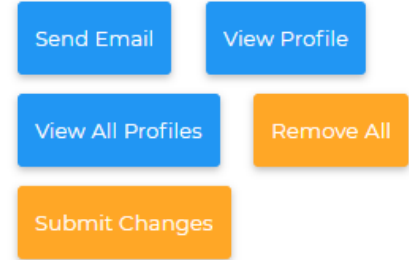 Send Email
View Profile
View All Profiles
Remove All
Submit Changes